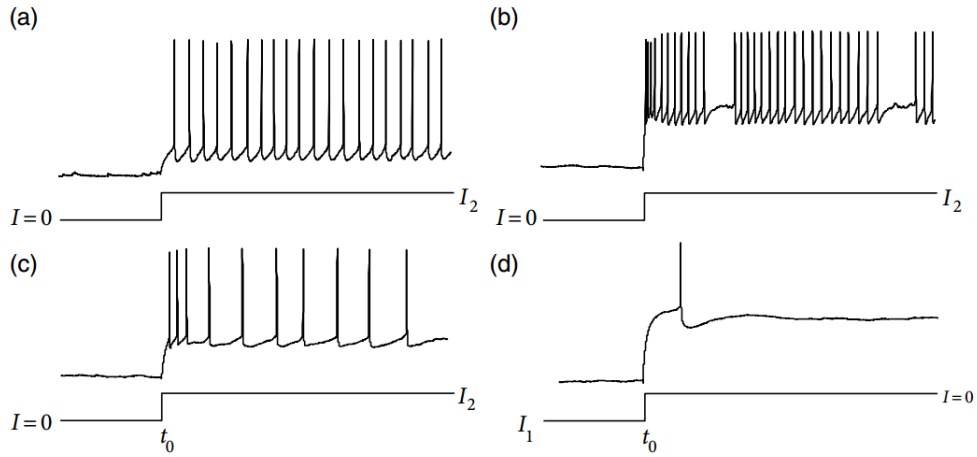 (a)
I = 0
I2
(b)
I = 0
I2
(c)
I = 0
I2
t0
(d)
I1
I=0
t0